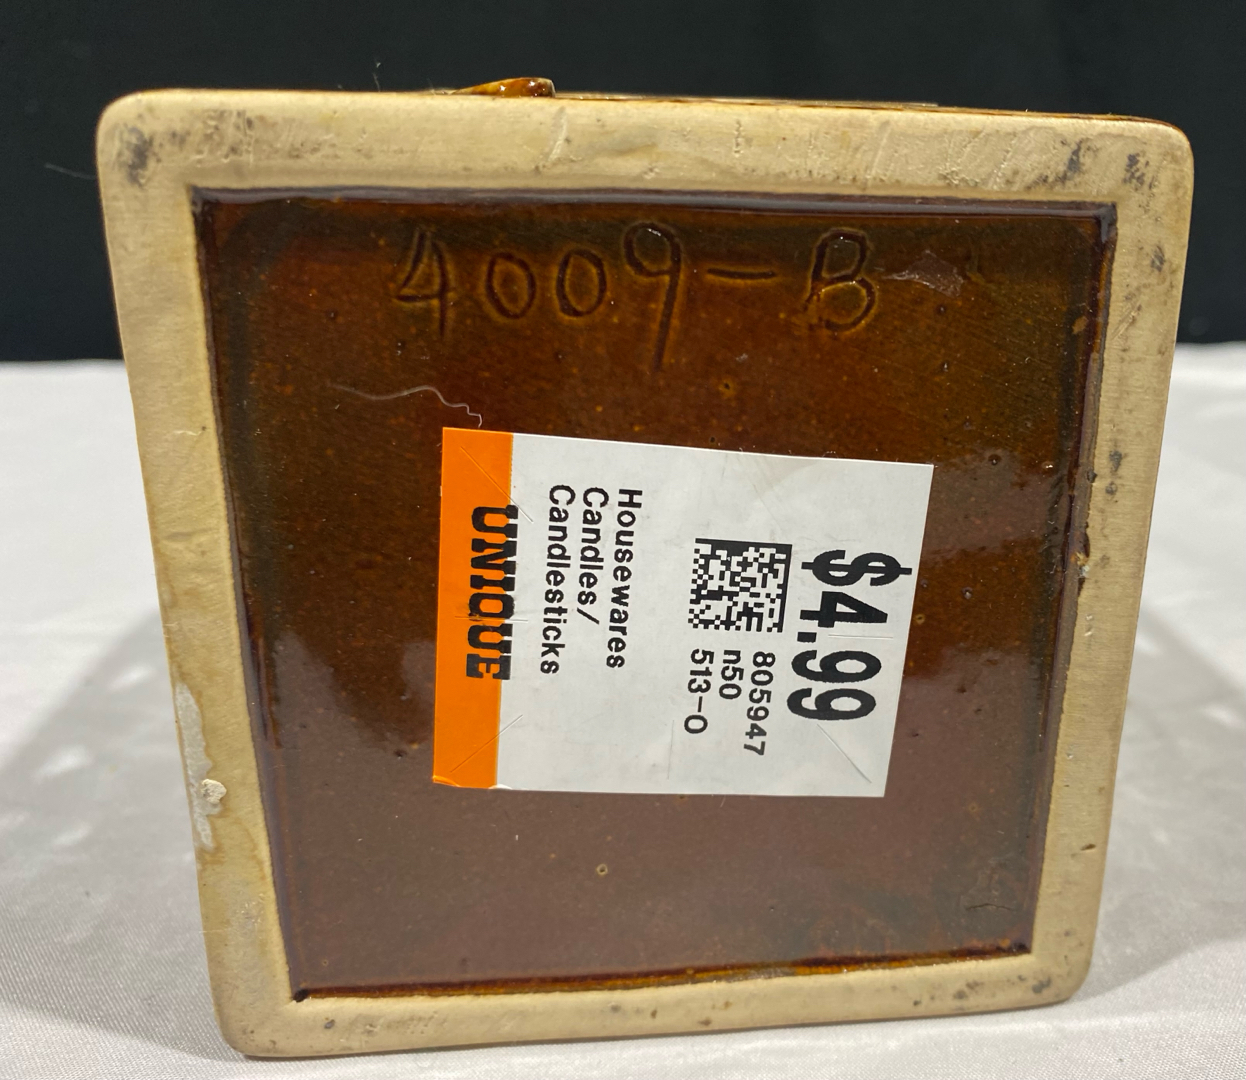 4009-B
$4.99
805947
n50
513-0
Housewares
Candles/
Candlesticks
UNIQUE